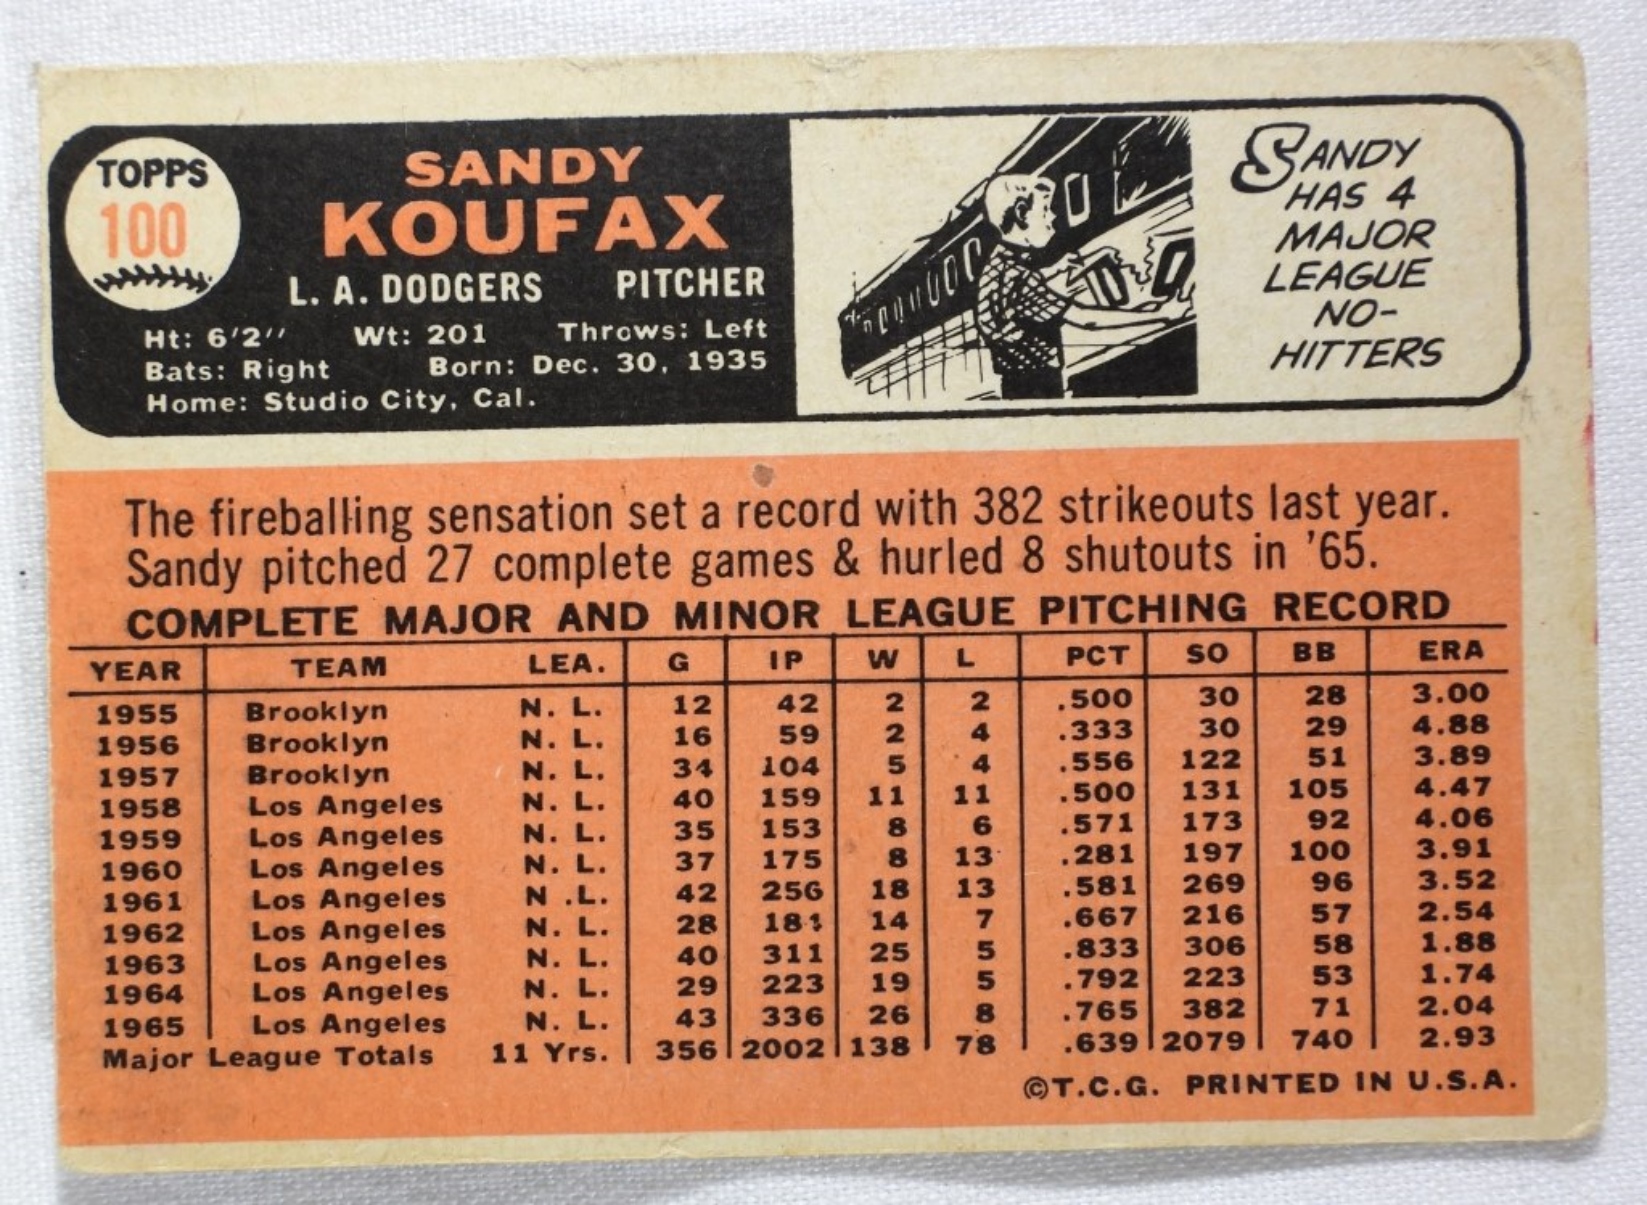 TOPPS
100
SANDY
KOUFAX
L. A. DODGERS PITCHER
Ht: 6'2" Wt: 201 Throws: Left
Bats: Right Born: Dec. 30, 1935
Home: Studio City, Cal.
SANDY
HAS 4
MAJOR
LEAGUE
NO-
HITTERS
The fireballing sensation set a record with 382 strikeouts last year.
Sandy pitched 27 complete games & hurled 8 shutouts in '65.
COMPLETE MAJOR AND MINOR LEAGUE PITCHING RECORD
YEAR TEAM LEA. G IP W L PCT SO BB ERA
1955 Brooklyn N. L. 12 42 2 2 .500 30 28 3.00
1956 Brooklyn N. L. 16 59 2 4 .333 30 29 4.88
1957 Brooklyn N. L. 34 104 5 4 .556 122 51 3.89
1958 Los Angeles N. L. 40 159 11 11 .500 131 105 4.47
1959 Los Angeles N. L. 35 153 8 6 .571 173 92 4.06
1960 Los Angeles N. L. 37 175 8 13 .281 197 100 3.91
1961 Los Angeles N .L. 42 256 18 13 .581 269 96 3.52
1962 Los Angeles N. L. 28 184 14 7 .667 216 57 2.54
1963 Los Angeles N. L. 40 311 25 5 .833 306 58 1.88
1964 Los Angeles N. L. 29 223 19 5 .792 223 53 1.74
1965 Los Angeles N. L. 43 336 26 8 .765 382 71 2.04
Major League Totals 11 Yrs. 356 2002 138 78 .639 2079 740 2.93
©T.C.G. PRINTED IN U.S.A.